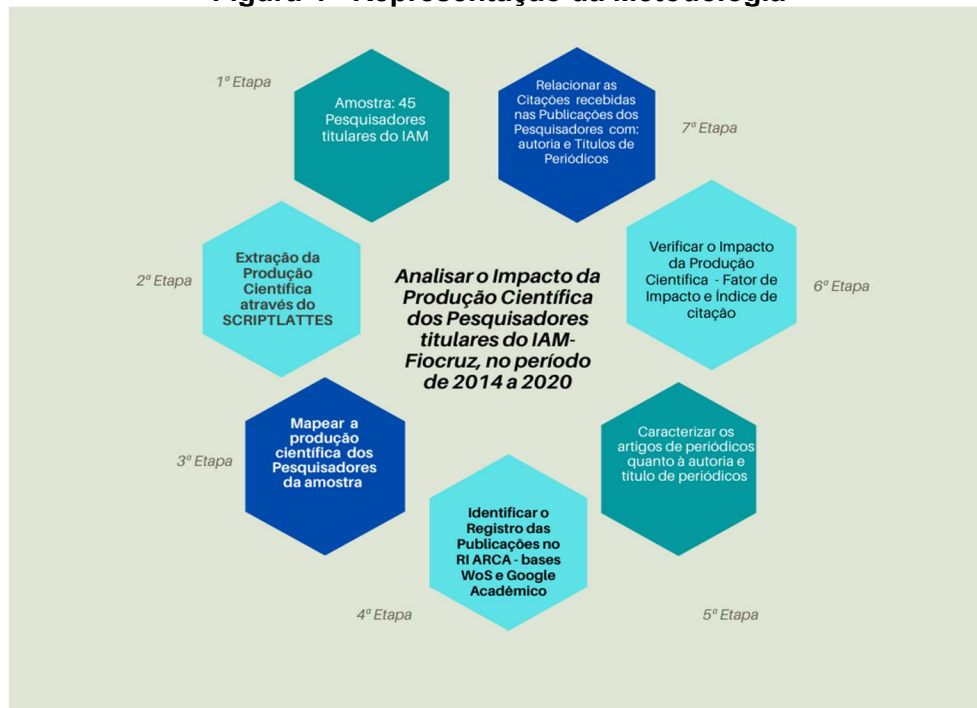 Figura 1 - Representação da Metodologia
1ª Etapa
Amostra: 45
Pesquisadores
titulares do IAM
2ª Etapa
Extração da
Produção
Científica
através do
SCRIPTLATTES
3ª Etapa
Mapear a
produção
científica dos
Pesquisadores
da amostra
4ª Etapa
Identificar o
Registro das
Publicações no
RI ARCA - bases
WoS e Google
Acadêmico
5ª Etapa
Caracterizar os
artigos de periódicos
quanto à autoria e
título de periódicos
6ª Etapa
Verificar o Impacto
da Produção
Científica - Fator de
Impacto e Índice de
citação
7ª Etapa
Relacionar as
Citações recebidas
nas Publicações dos
Pesquisadores com:
autoria e Títulos de
Periódicos
Analisar o Impacto da
Produção Científica
dos Pesquisadores
titulares do IAM-
Fiocruz, no período
de 2014 a 2020